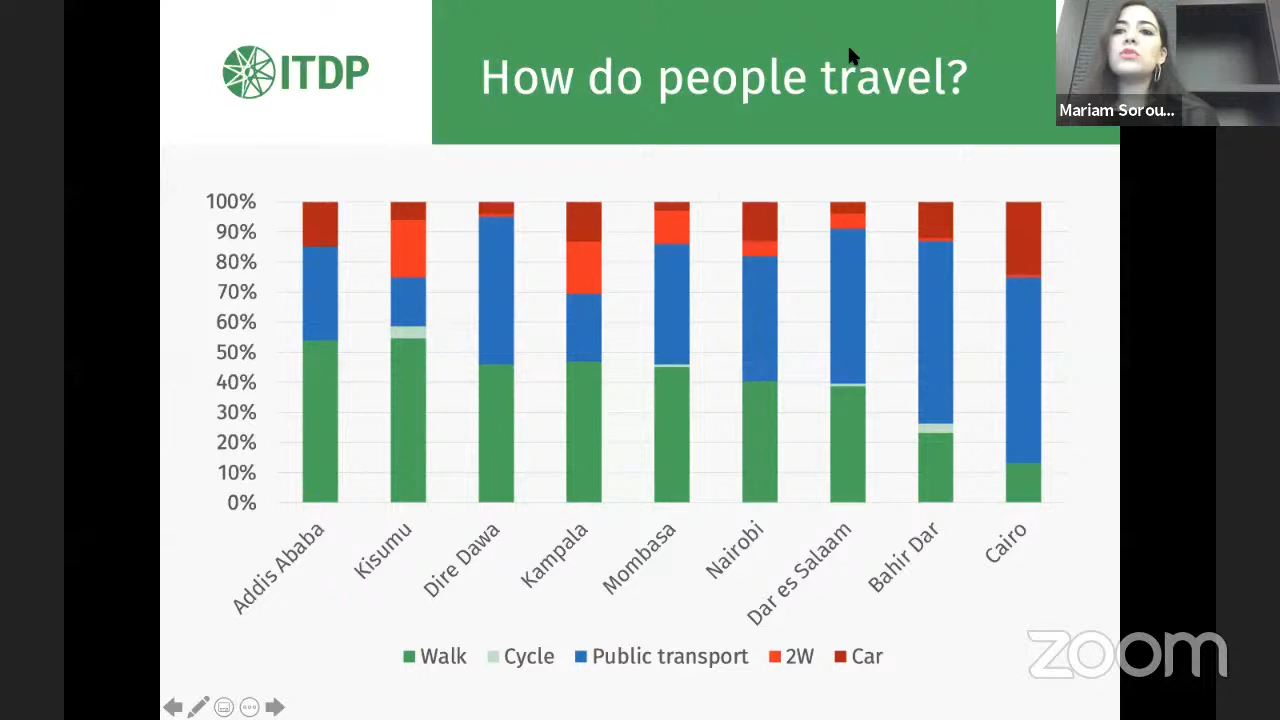 ITDP
How do people travel?
Mariam Sorou...
100%
90%
80%
70%
60%
50%
40%
30%
20%
10%
0%
Addis Ababa
Kisumu
Dire Dawa
Kampala
Mombasa
Nairobi
Dar es Salaam
Bahir Dar
Cairo
Walk Cycle Public transport 2W Car
zoom